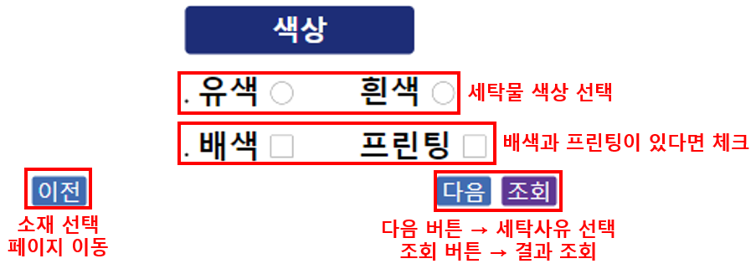 색상
. 유색 흰색 세탁물 색상 선택
. 배색 프린팅 배색과 프린팅이 있다면 체크
이전 다음 조회
소재 선택
페이지 이동
다음 버튼 → 세탁사유 선택
조회 버튼 → 결과 조회